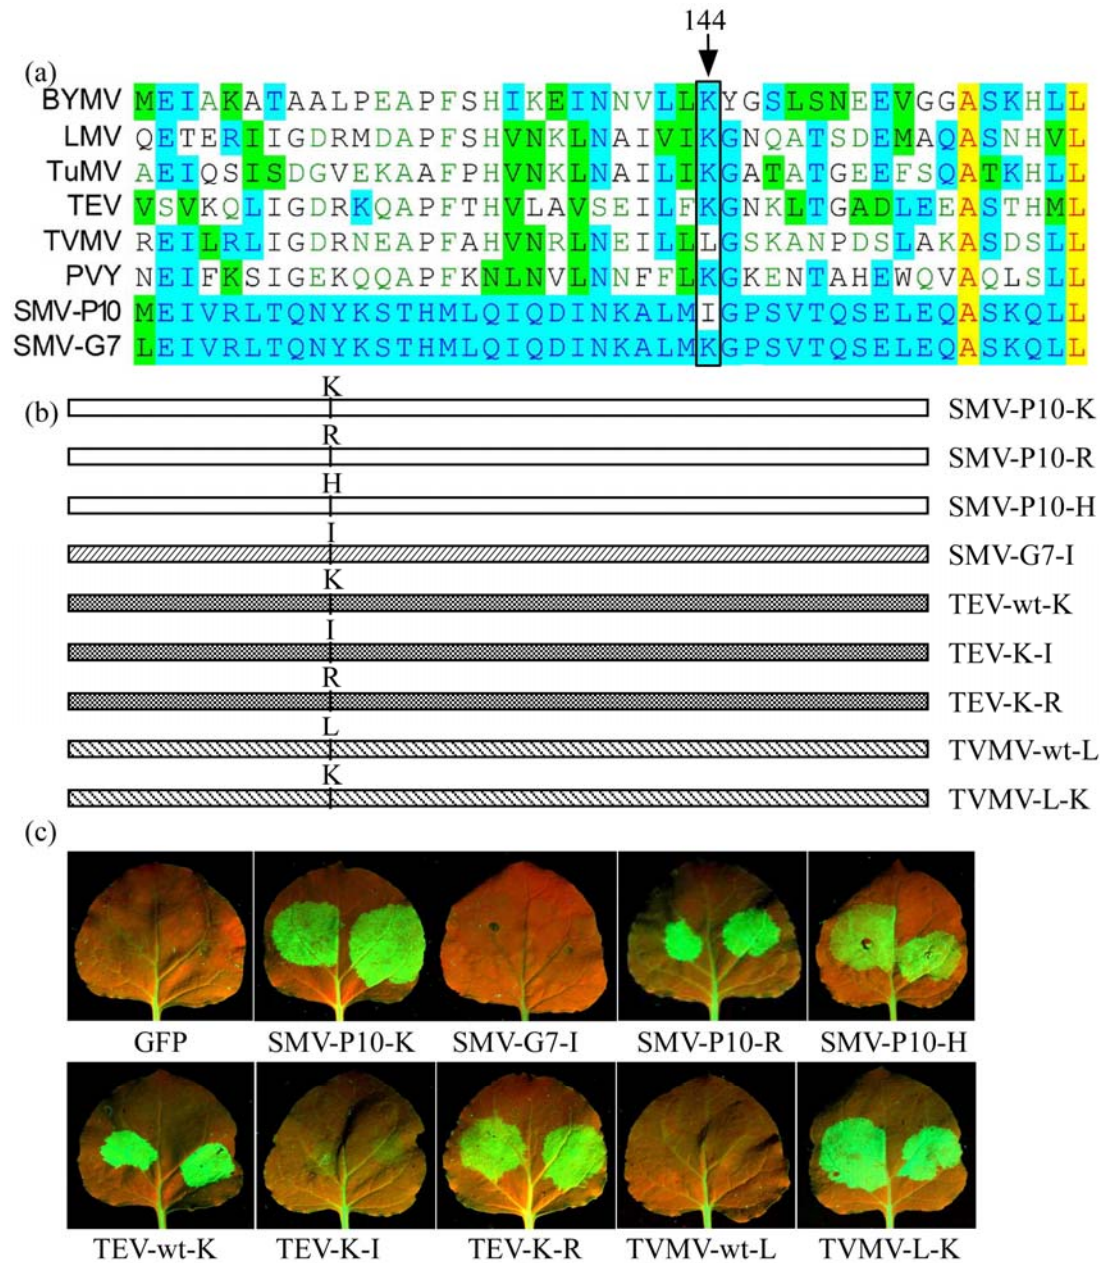 144
(a)
BYMV MEIAKATAALPEAPFSHIKEINNVLLKYGSLSNEEVGGASKHLL
LMV QETERIIGDRMDAPFSHVNKLNAIVIKGNQATSDEMAQASNHVL
TuMV AEIQSISDGVEKAAFPHVNKLNAILIKGATATGEEFSQATKHLL
TEV VSVKQLIGDRKQAPFTHVLAVSEILFKGNKLTGADLEEASTHML
TVMV REILRLIGDRNEAPFAHVNRLNEILLLGSKANPDSLAKASDSLL
PVY NEIFKSIGEKQQAPFKNLNVLNNFFLKGKENTAHEWQVAQLSLL
SMV-P10 MEIVRLTQNYKSTHMLQIQDINKALMIGPSVTQSELEQASKQLL
SMV-G7 LEIVRLTQNYKSTHMLQIQDINKALMKGPSVTQSELEQASKQLL
(b)
K
SMV-P10-K
R
SMV-P10-R
H
SMV-P10-H
I
SMV-G7-I
K
TEV-wt-K
I
TEV-K-I
R
TEV-K-R
L
TVMV-wt-L
K
TVMV-L-K
(c)
GFP SMV-P10-K SMV-G7-I SMV-P10-R SMV-P10-H
TEV-wt-K TEV-K-I TEV-K-R TVMV-wt-L TVMV-L-K